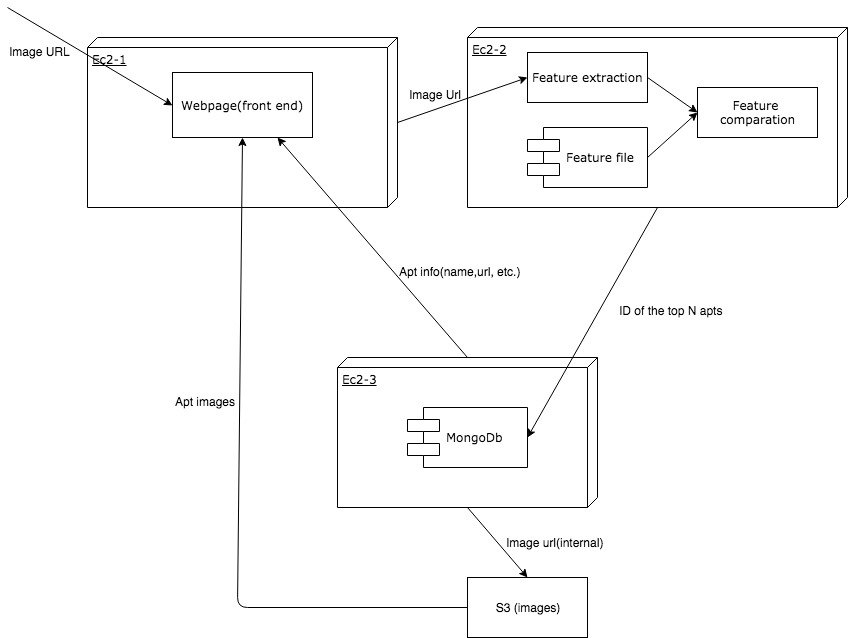 Image URL
Ec2-1
Webpage(front end)
Image Url
Ec2-2
Feature extraction
Feature
comparation
Feature file
Apt info(name,url, etc.)
ID of the top N apts
Ec2-3
Apt images
MongoDb
Image url(internal)
S3 (images)